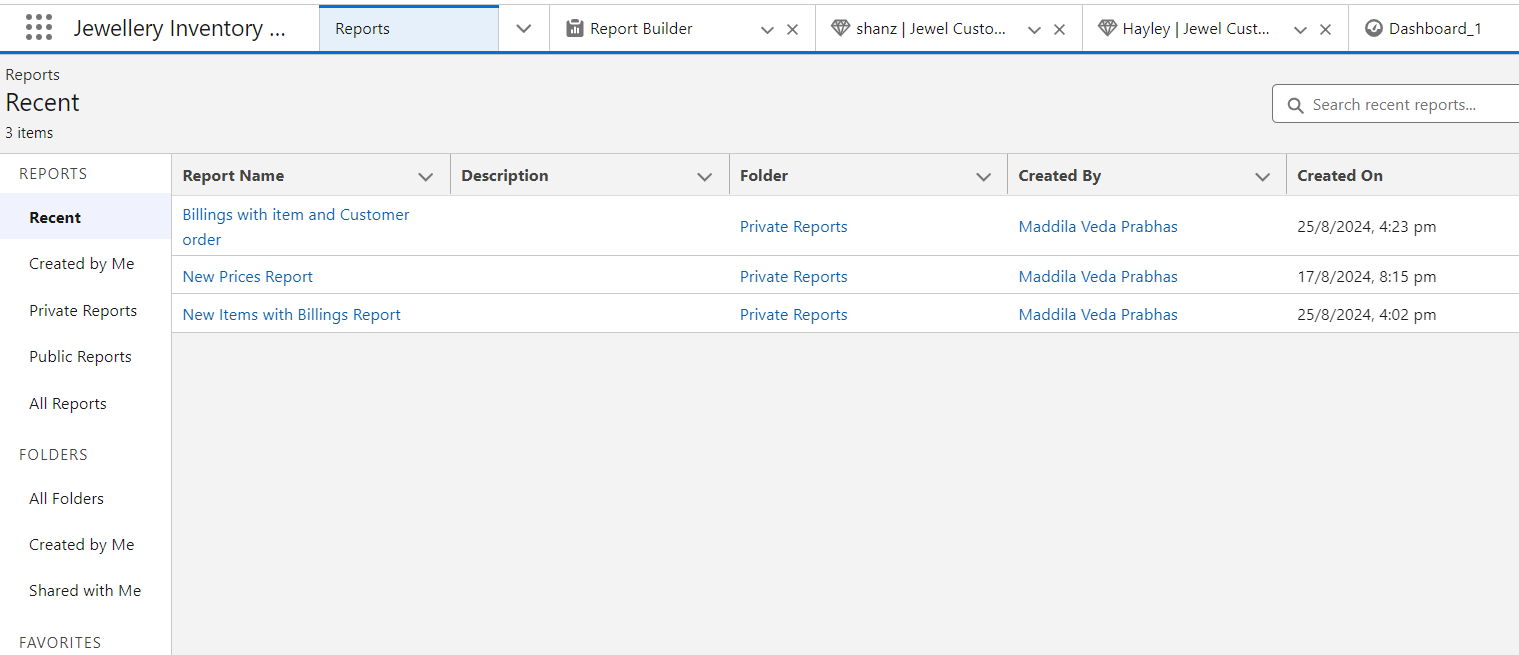 Jewellery Inventory ...
Reports
Report Builder
shanz | Jewel Custo...
Hayley | Jewel Cust...
Dashboard_1
Reports
Recent
3 items
Search recent reports...
REPORTS
Recent
Created by Me
Private Reports
Public Reports
All Reports
FOLDERS
All Folders
Created by Me
Shared with Me
FAVORITES
Report Name Description Folder Created By Created On
Billings with item and Customer
order
Private Reports Maddila Veda Prabhas 25/8/2024, 4:23 pm
New Prices Report Private Reports Maddila Veda Prabhas 17/8/2024, 8:15 pm
New Items with Billings Report Private Reports Maddila Veda Prabhas 25/8/2024, 4:02 pm